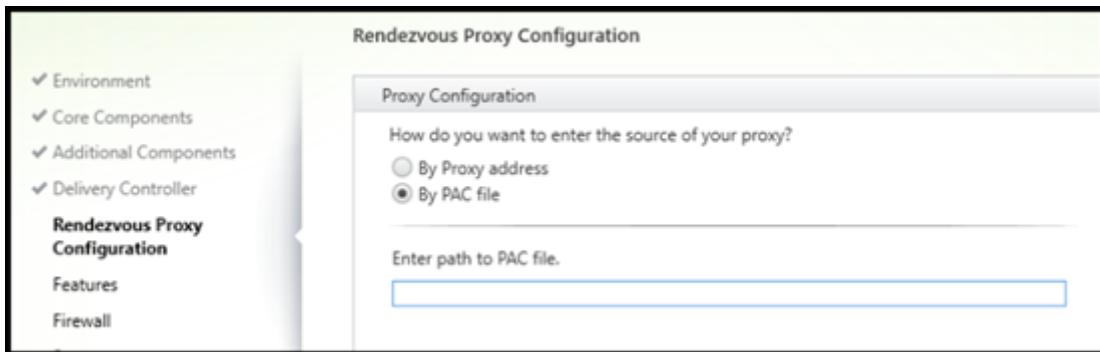 Rendezvous Proxy Configuration
Environment
Core Components
Additional Components
Delivery Controller
Rendezvous Proxy
Configuration
Features
Firewall
Proxy Configuration
How do you want to enter the source of your proxy?
By Proxy address
By PAC file
Enter path to PAC file.